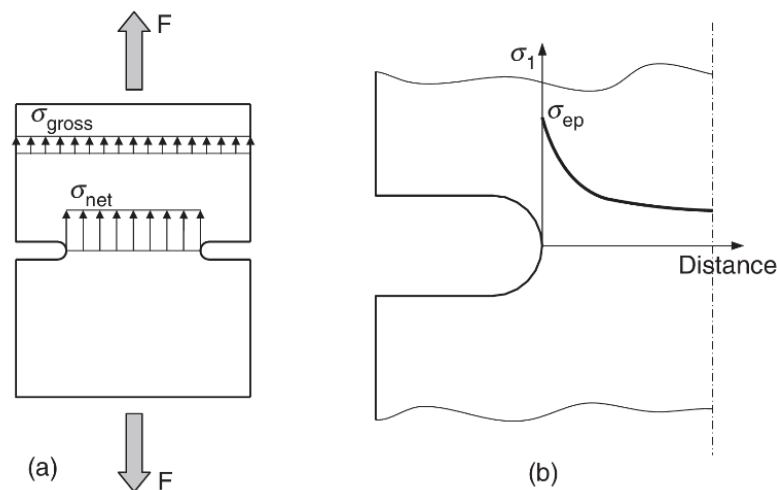 F
σgross
σnet
F
(a)
σ1
σep
Distance
(b)